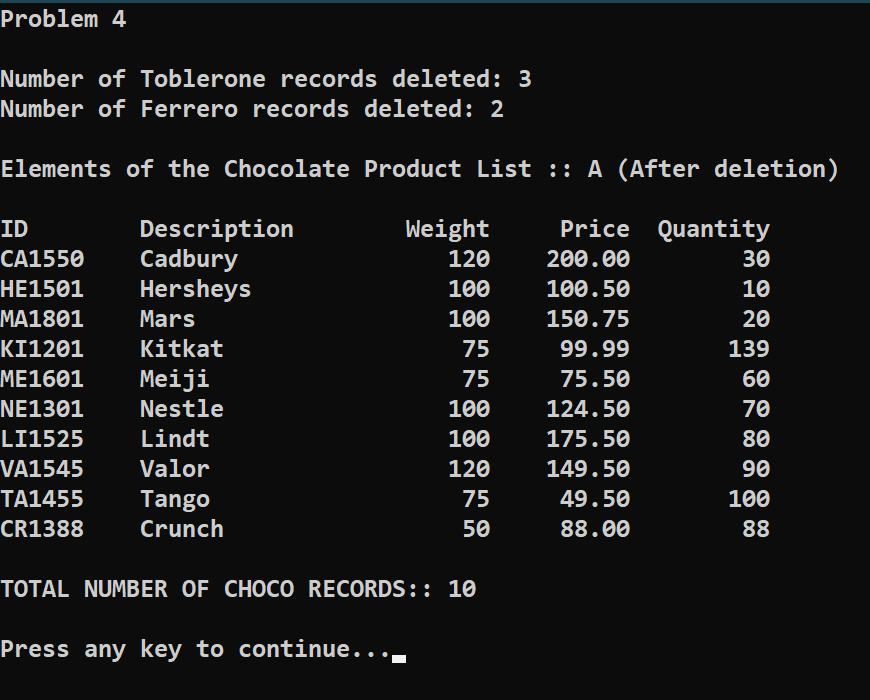 Problem 4
Number of Toblerone records deleted: 3
Number of Ferrero records deleted: 2
Elements of the Chocolate Product List :: A (After deletion)
ID Description Weight Price Quantity
CA1550 Cadbury 120 200.00 30
HE1501 Hersheys 100 100.50 10
MA1801 Mars 100 150.75 20
KI1201 Kitkat 75 99.99 139
ME1601 Meiji 75 75.50 60
NE1301 Nestle 100 124.50 70
LI1525 Lindt 100 175.50 80
VA1545 Valor 120 149.50 90
TA1455 Tango 75 49.50 100
CR1388 Crunch 50 88.00 88
TOTAL NUMBER OF CHOCO RECORDS:: 10
Press any key to continue...